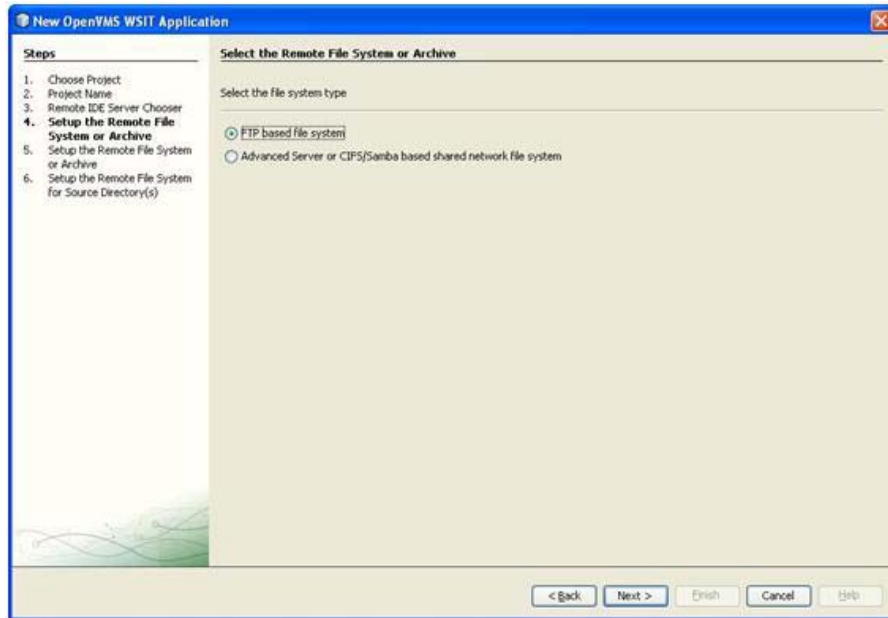 New OpenVMS WSIT Application
Steps
1. Choose Project
2. Project Name
3. Remote IDE Server Chooser
4. Setup the Remote File
System or Archive
5. Setup the Remote File System
or Archive
6. Setup the Remote File System
for Source Directory(s)
Select the Remote File System or Archive
Select the file system type
FTP based file system
Advanced Server or CIFS/Samba based shared network file system
< Back
Next >
Finish
Cancel
Help